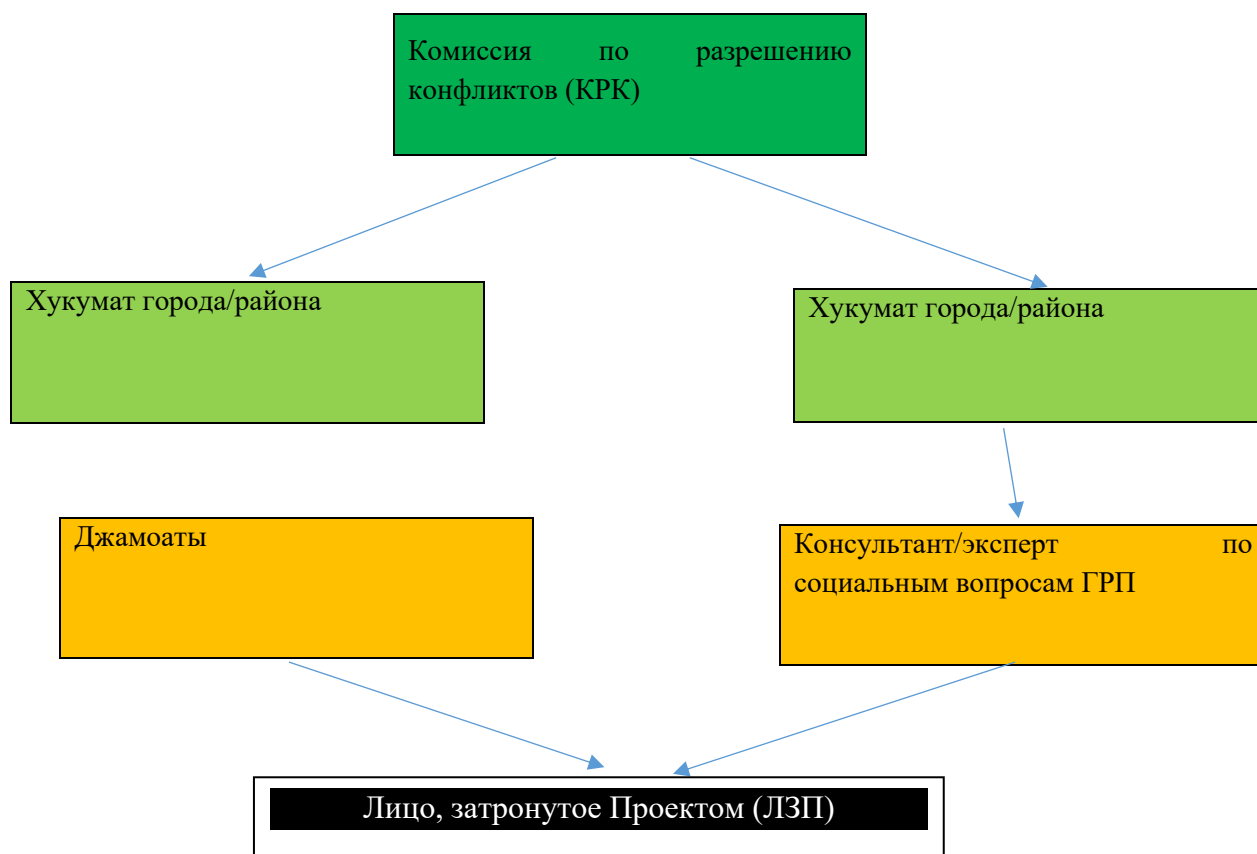 Комиссия по разрешению
конфликтов (КРК)
Хукумат города/района
Хукумат города/района
Джамоаты
Консультант/эксперт по
социальным вопросам ГРП
Лицо, затронутое Проектом (ЛЗП)